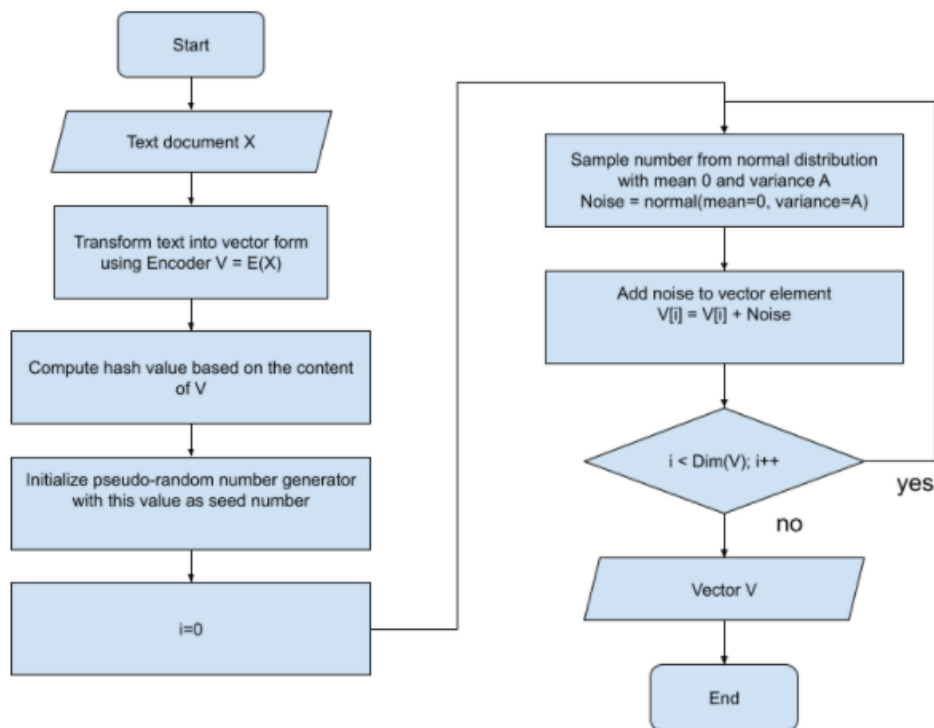 Start
Text document X
Transform text into vector form
using Encoder V = E(X)
Compute hash value based on the content
of V
Initialize pseudo-random number generator
with this value as seed number
i=0
Sample number from normal distribution
with mean 0 and variance A
Noise = normal(mean=0, variance=A)
Add noise to vector element
V[i] = V[i] + Noise
i < Dim(V); i++
yes
no
Vector V
End